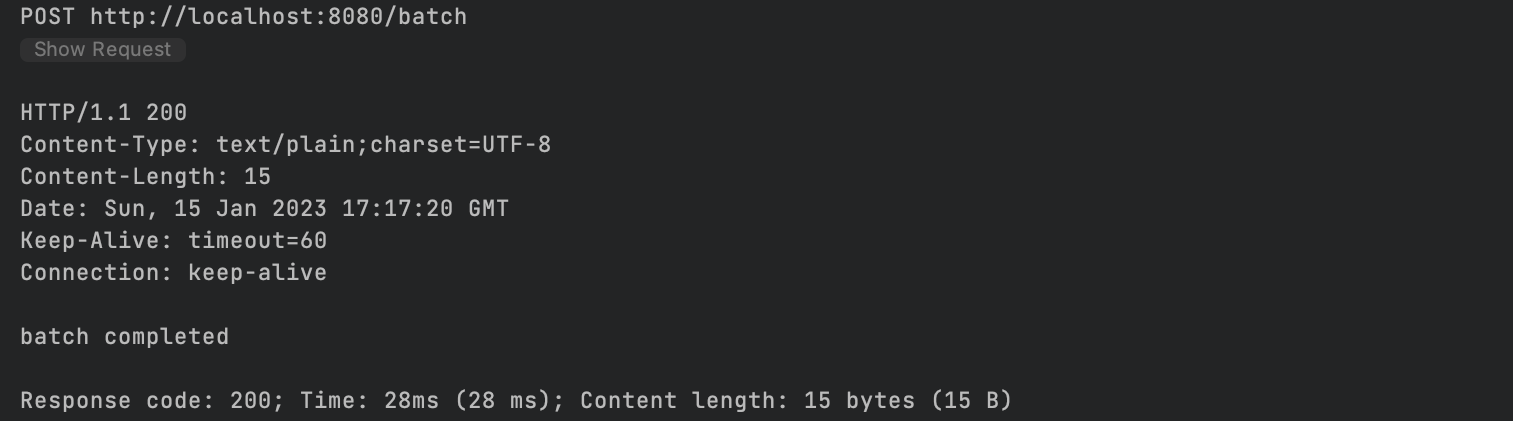 POST http://localhost:8080/batch
Show Request
HTTP/1.1 200
Content-Type: text/plain;charset=UTF-8
Content-Length: 15
Date: Sun, 15 Jan 2023 17:17:20 GMT
Keep-Alive: timeout=60
Connection: keep-alive
batch completed
Response code: 200; Time: 28ms (28 ms); Content length: 15 bytes (15 B)